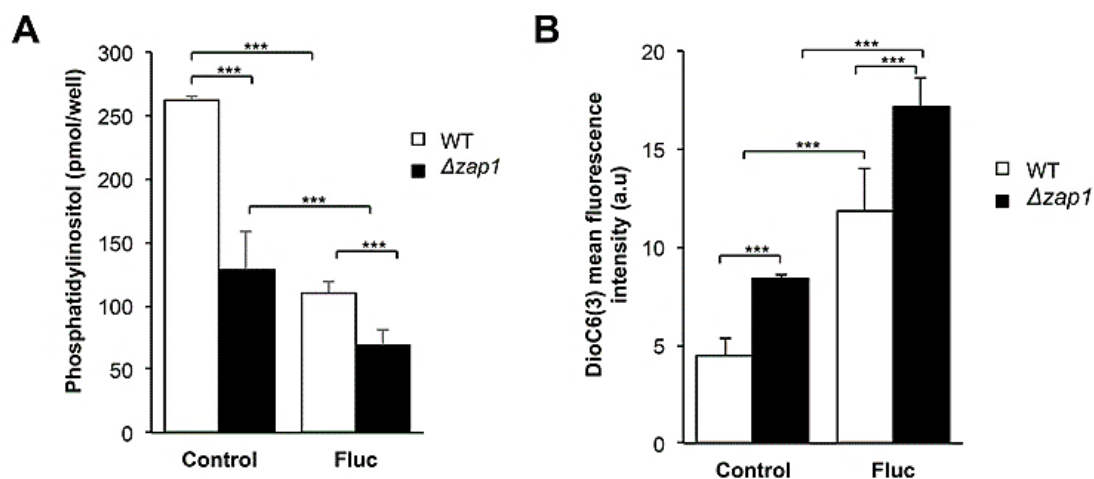 A
Phosphatidylinositol (pmol/well)
300
250
200
150
100
50
0
***
***
***
***
Control
Fluc
WT
Δzap1
B
DioC6(3) mean fluorescence
intensity (a.u)
20
15
10
5
0
***
***
***
***
Control
Fluc
WT
Δzap1